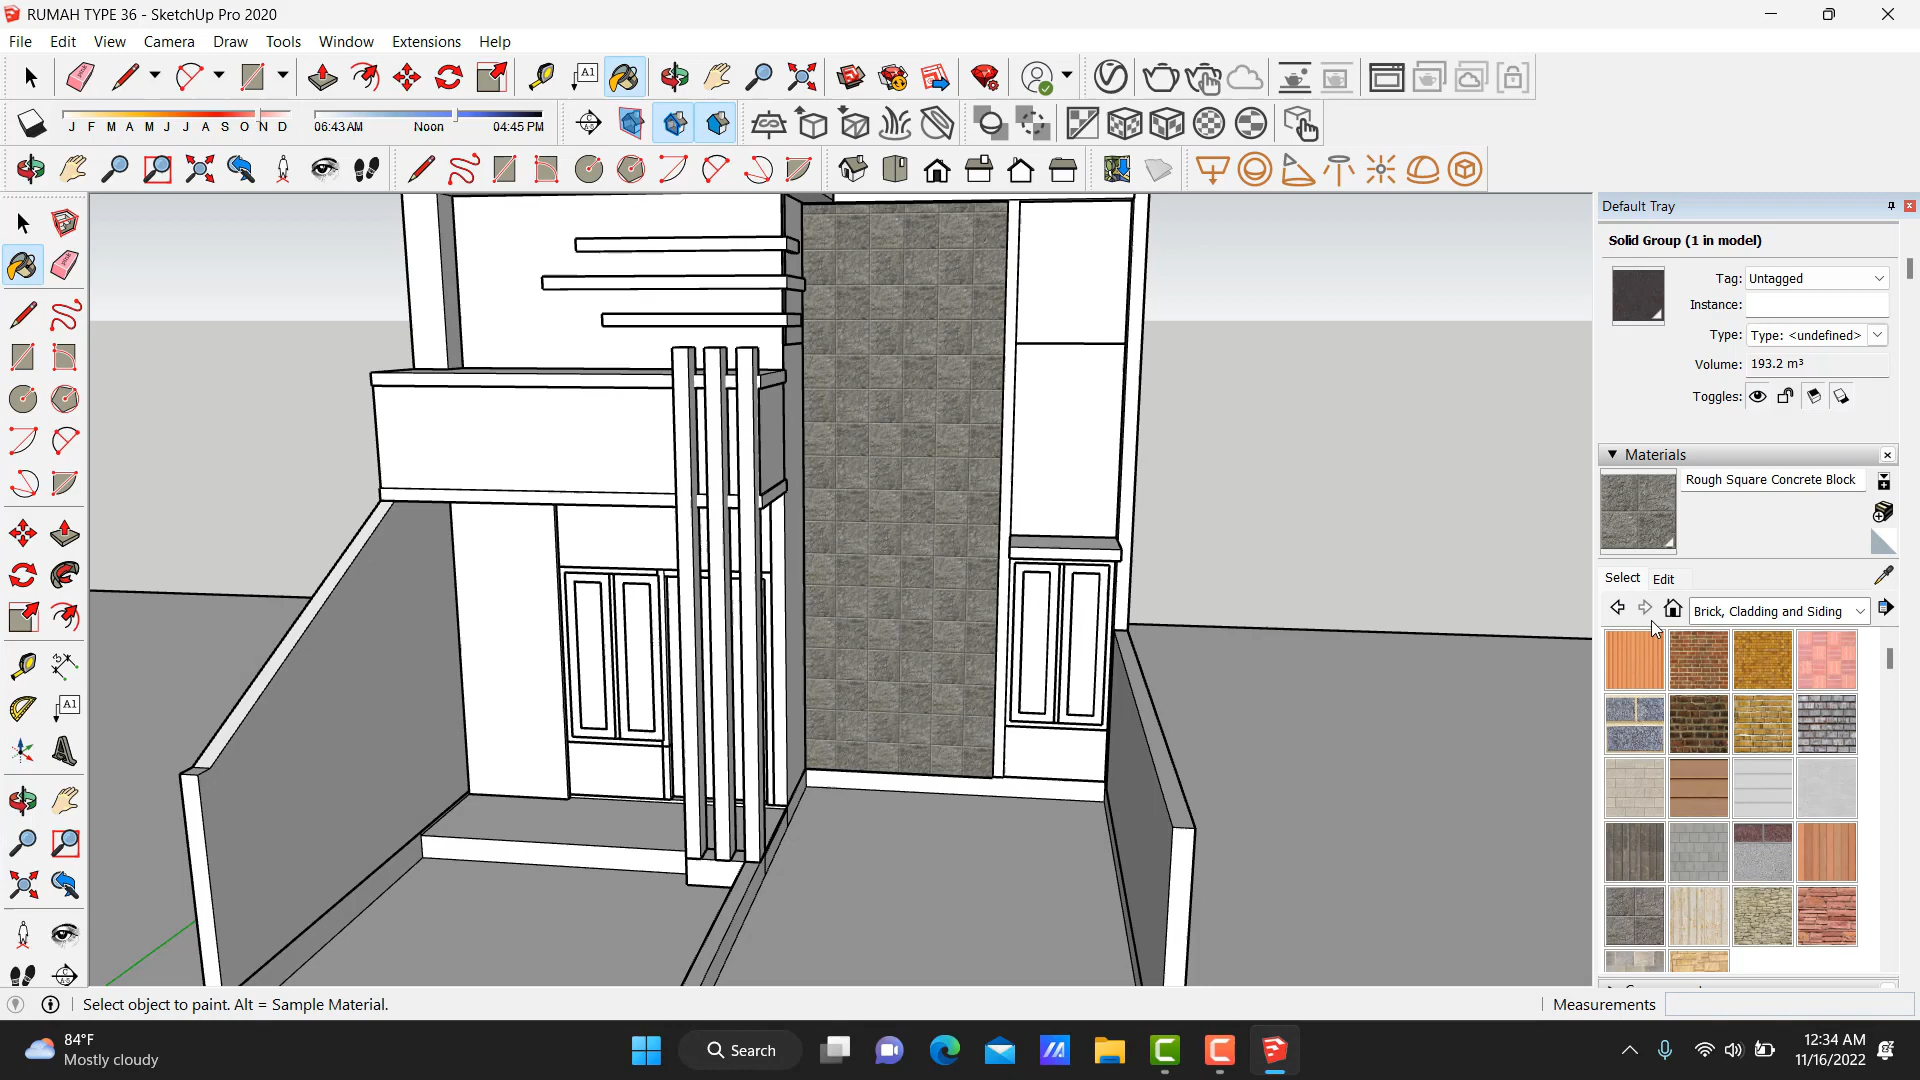 RUMAH TYPE 36 - SketchUp Pro 2020
File Edit View Camera Draw Tools Window Extensions Help
A1
J F M A M J J A S O N D
06:43 AM Noon 04:45 PM
Default Tray
Solid Group (1 in model)
Tag: Untagged
Instance:
Type: Type: <undefined>
Volume: 193.2 m³
Toggles:
Materials
Rough Square Concrete Block
Select Edit
Brick, Cladding and Siding
A1
Select object to paint. Alt = Sample Material.
Measurements
84°F
Mostly cloudy
Search
12:34 AM
11/16/2022